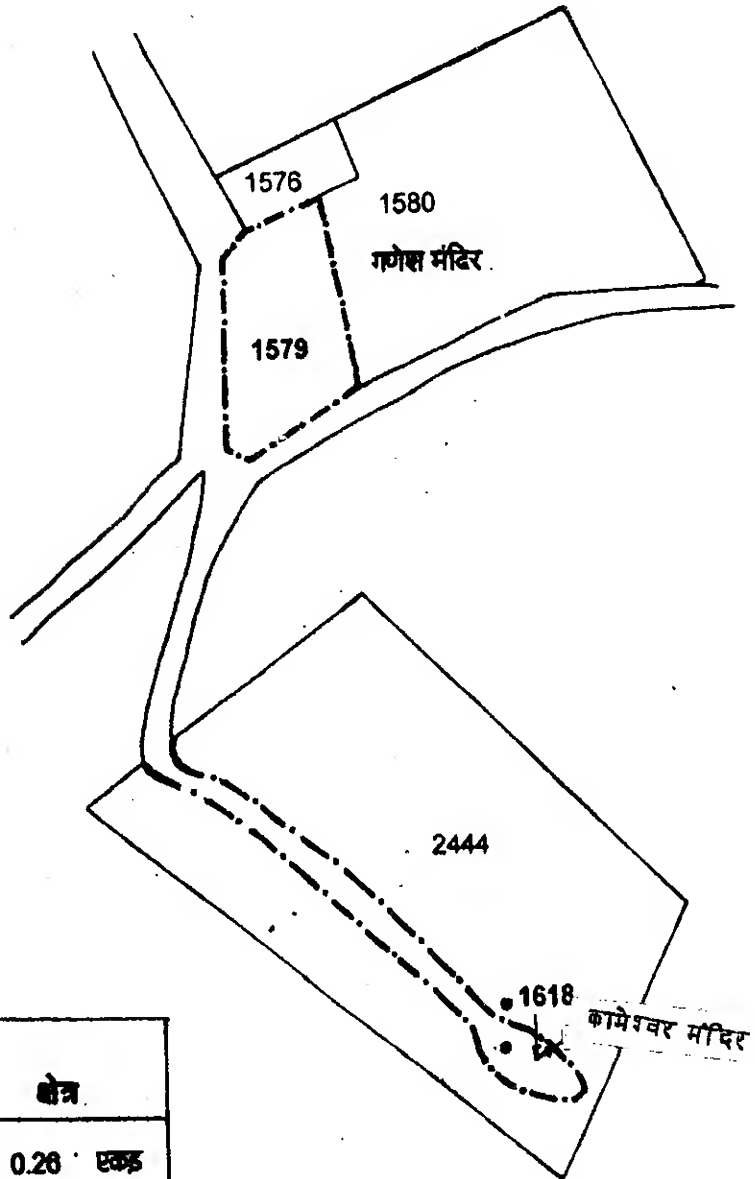 1576
1580
गणेश मंदिर
1579
2444
1618
कामेश्वर मंदिर
क्षेत्र
0.26 एकड़